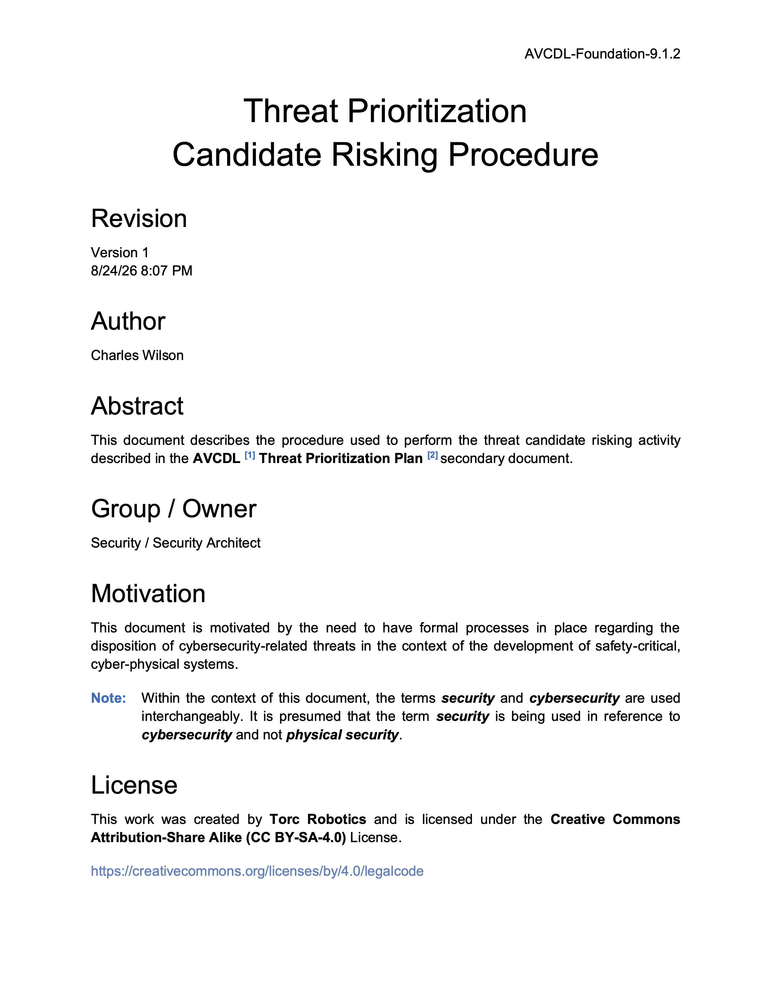 AVCDL-Foundation-9.1.2
Threat Prioritization
Candidate Risking Procedure
Revision
Version 1
8/24/26 8:07 PM
Author
Charles Wilson
Abstract
This document describes the procedure used to perform the threat candidate risking activity
described in the AVCDL [1] Threat Prioritization Plan [2] secondary document.
Group / Owner
Security / Security Architect
Motivation
This document is motivated by the need to have formal processes in place regarding the
disposition of cybersecurity-related threats in the context of the development of safety-critical,
cyber-physical systems.
Note: Within the context of this document, the terms security and cybersecurity are used
interchangeably. It is presumed that the term security is being used in reference to
cybersecurity and not physical security.
License
This work was created by Torc Robotics and is licensed under the Creative Commons
Attribution-Share Alike (CC BY-SA-4.0) License.
https://creativecommons.org/licenses/by/4.0/legalcode